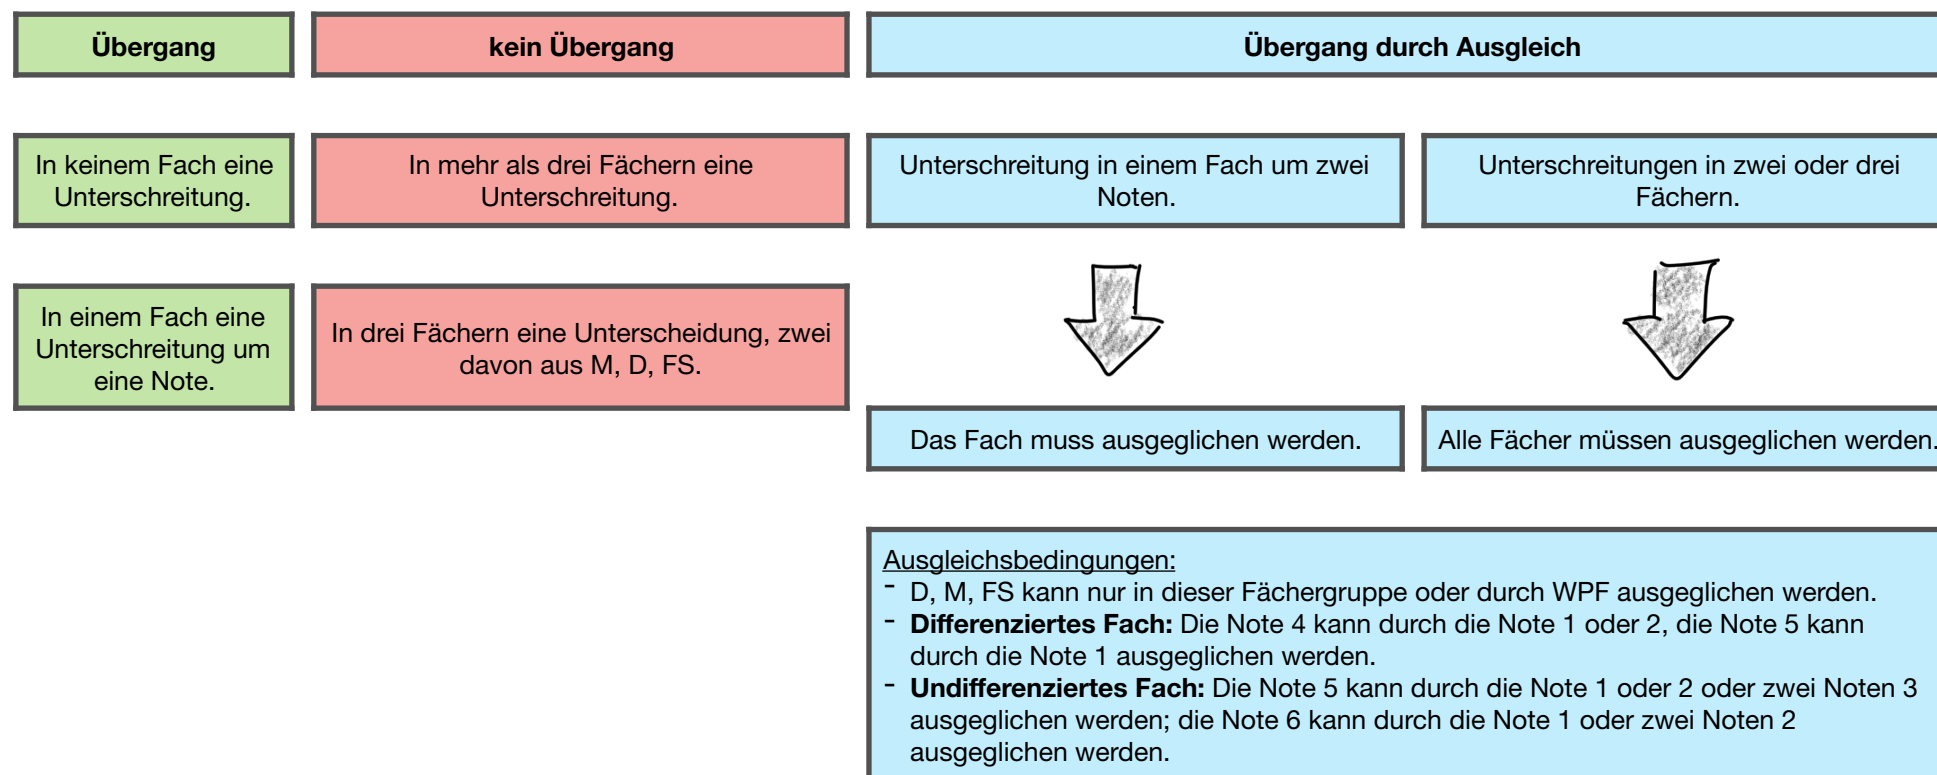 Übergang
kein Übergang
Übergang durch Ausgleich
In keinem Fach eine
Unterschreitung.
In mehr als drei Fächern eine
Unterschreitung.
Unterschreitung in einem Fach um zwei
Noten.
Unterschreitungen in zwei oder drei
Fächern.
In einem Fach eine
Unterschreitung um
eine Note.
In drei Fächern eine Unterscheidung, zwei
davon aus M, D, FS.
Das Fach muss ausgeglichen werden.
Alle Fächer müssen ausgeglichen werden.
Ausgleichsbedingungen:
- D, M, FS kann nur in dieser Fächergruppe oder durch WPF ausgeglichen werden.
- Differenziertes Fach: Die Note 4 kann durch die Note 1 oder 2, die Note 5 kann
durch die Note 1 ausgeglichen werden.
- Undifferenziertes Fach: Die Note 5 kann durch die Note 1 oder 2 oder zwei Noten 3
ausgeglichen werden; die Note 6 kann durch die Note 1 oder zwei Noten 2
ausgeglichen werden.